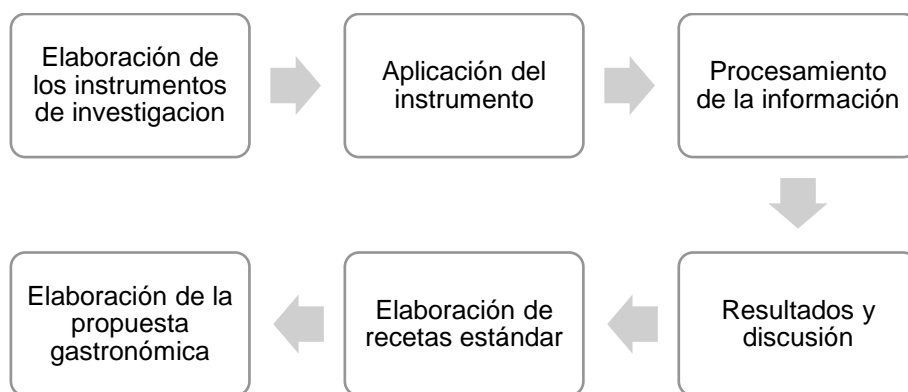 Elaboración de
los instrumentos
de investigacion
Aplicación del
instrumento
Procesamiento
de la información
Resultados y
discusión
Elaboración de
recetas estándar
Elaboración de la
propuesta
gastronómica